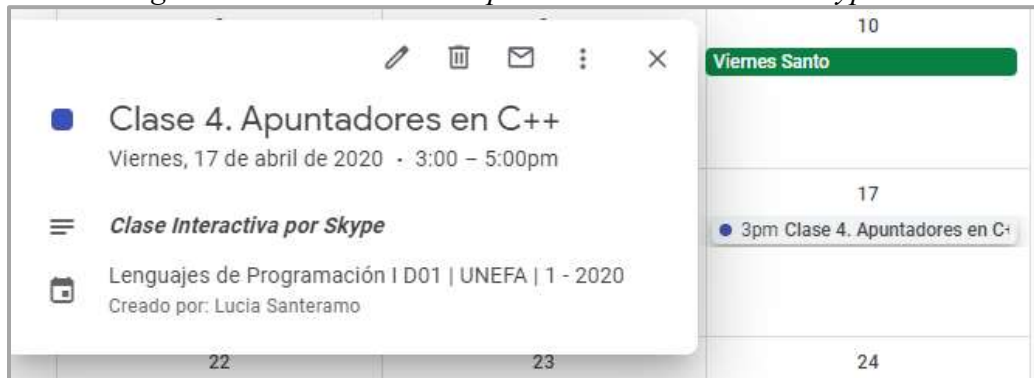 10
Viernes Santo
Clase 4. Apuntadores en C++
Viernes, 17 de abril de 2020 · 3:00 – 5:00pm
17
Clase Interactiva por Skype
3pm Clase 4. Apuntadores en C+
Lenguajes de Programación I D01 | UNEFA | 1 - 2020
Creado por: Lucia Santeramo
22
23
24